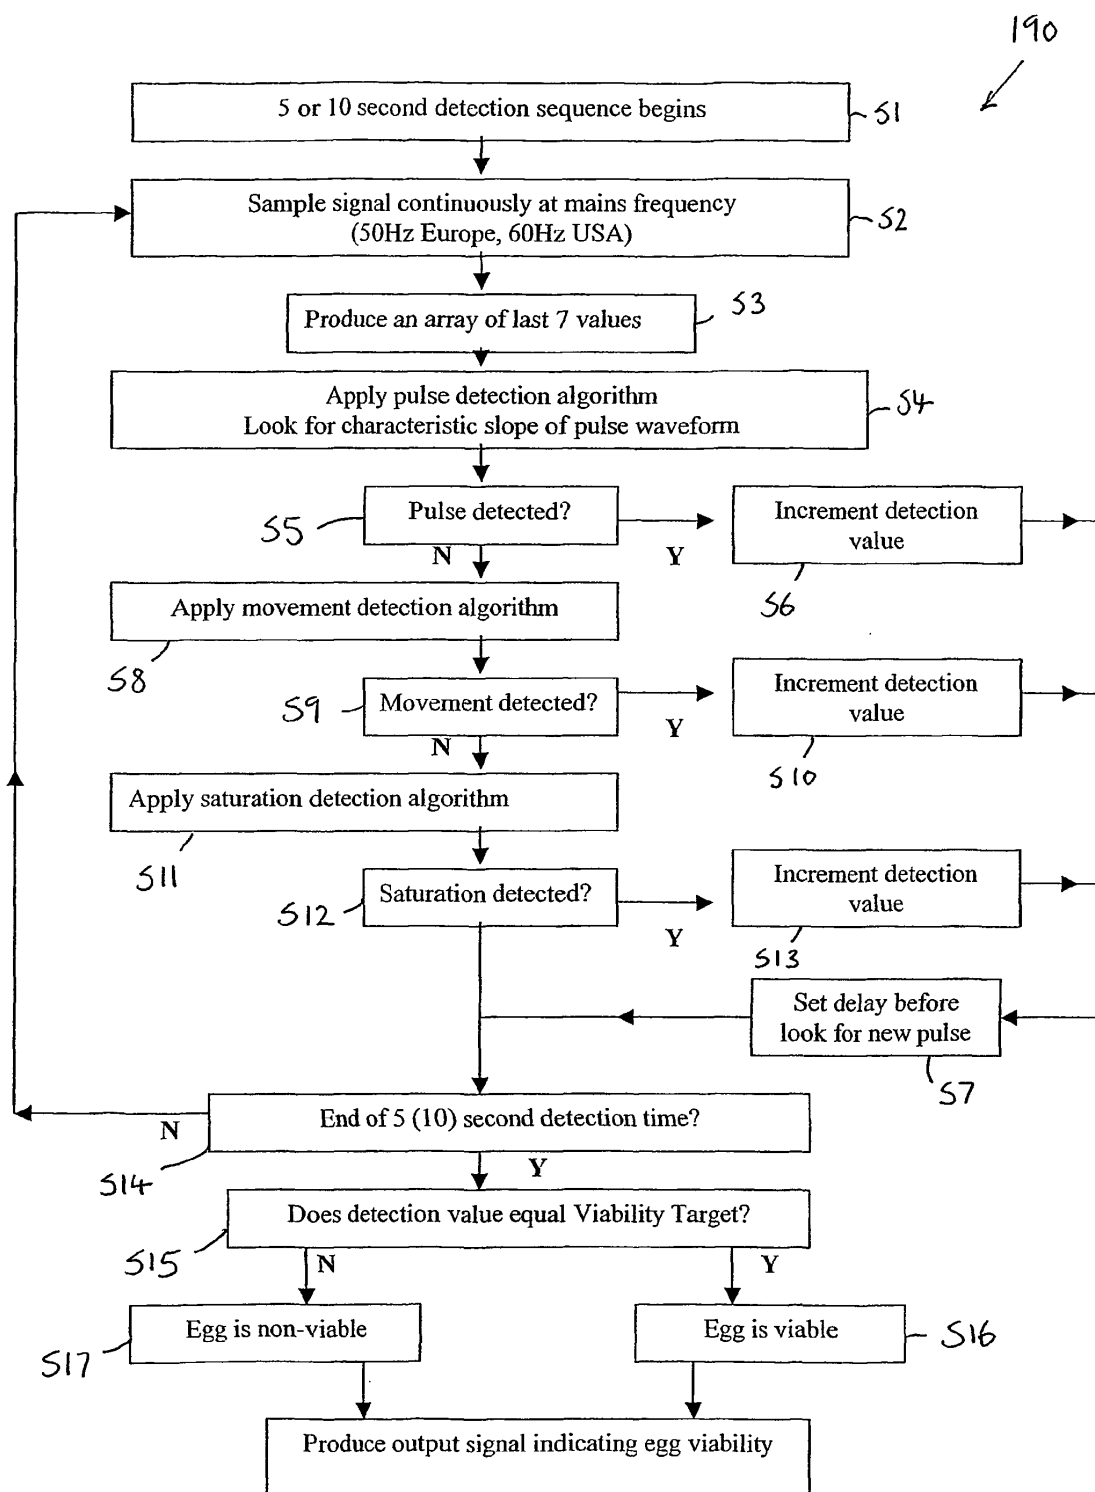 190
5 or 10 second detection sequence begins
S1
Sample signal continuously at mains frequency
(50Hz Europe, 60Hz USA)
S2
Produce an array of last 7 values
S3
Apply pulse detection algorithm
Look for characteristic slope of pulse waveform
S4
Pulse detected?
S5
N
Y
Increment detection
value
S6
Apply movement detection algorithm
S8
Movement detected?
S9
N
Y
Increment detection
value
S10
Apply saturation detection algorithm
S11
Saturation detected?
S12
Y
Increment detection
value
S13
Set delay before
look for new pulse
S7
End of 5 (10) second detection time?
N
S14
Y
Does detection value equal Viability Target?
S15
N
Y
Egg is non-viable
S17
Egg is viable
S16
Produce output signal indicating egg viability